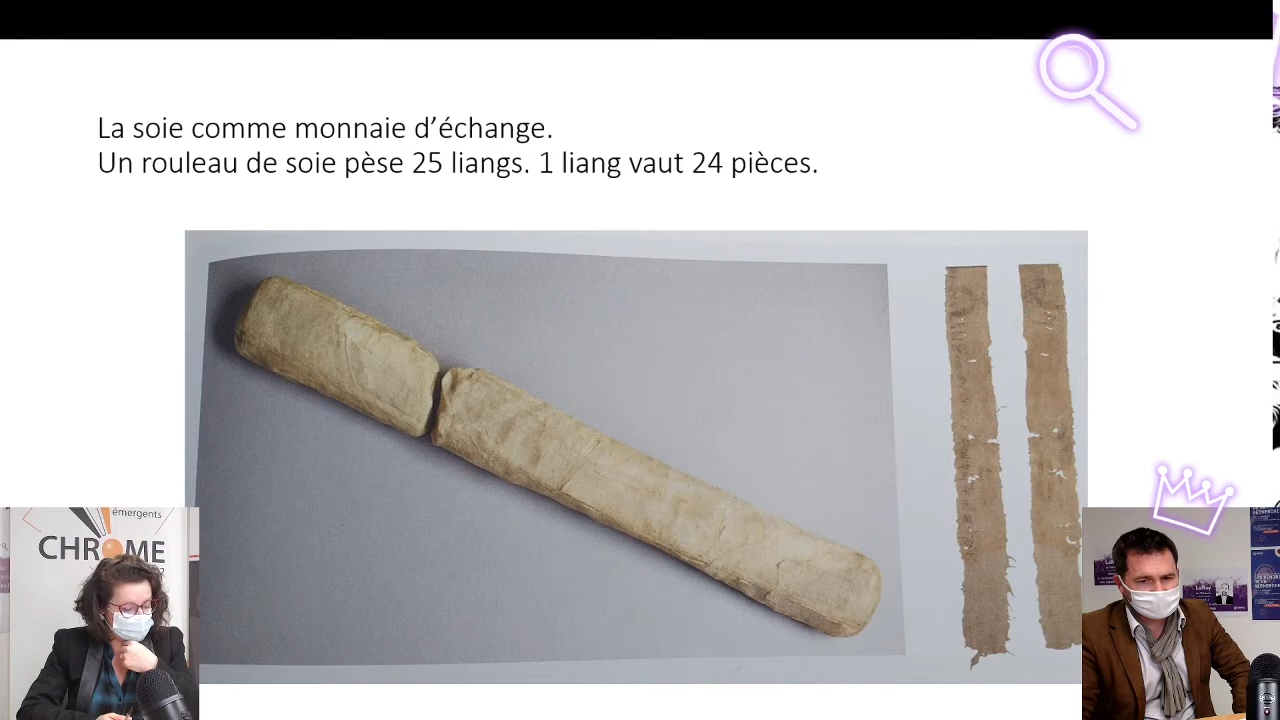 La soie comme monnaie d’échange.
Un rouleau de soie pèse 25 liangs. 1 liang vaut 24 pièces.
émergents
CHROME